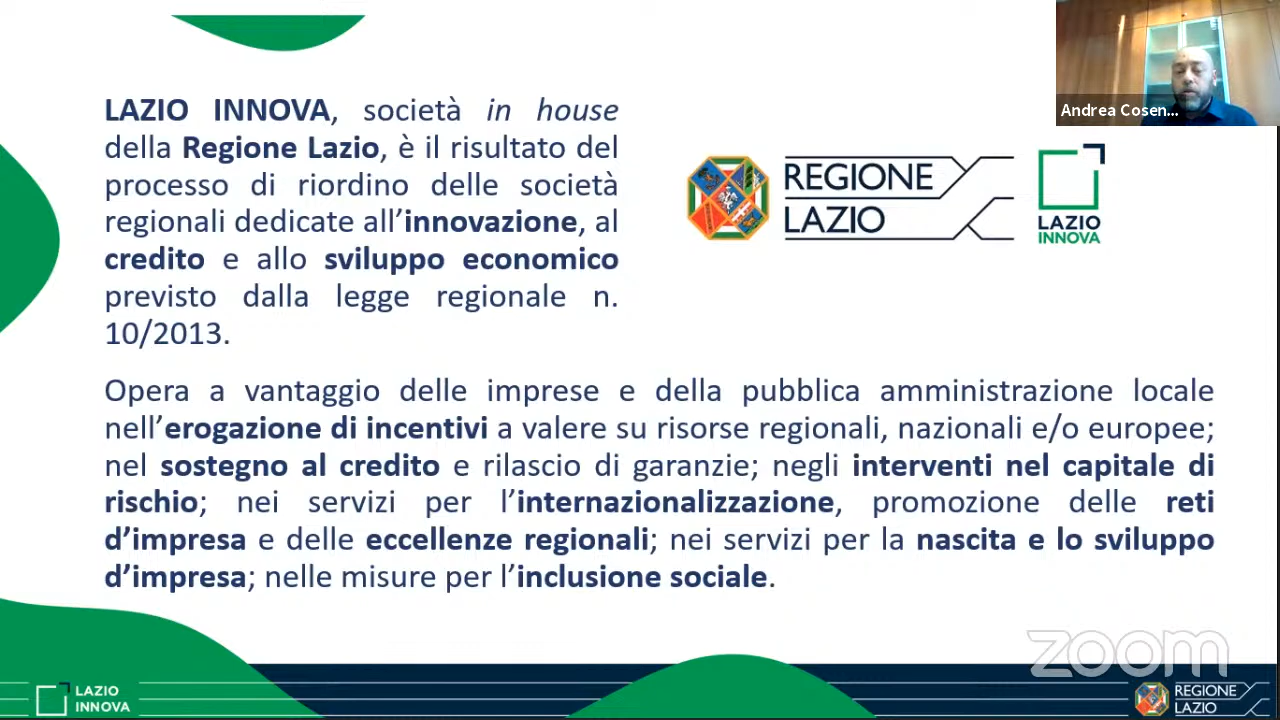 LAZIO INNOVA, società in house
della Regione Lazio, è il risultato del
processo di riordino delle società
regionali dedicate all’innovazione, al
credito e allo sviluppo economico
previsto dalla legge regionale n.
10/2013.
Andrea Cosen...
REGIONE
LAZIO
LAZIO
INNOVA
Opera a vantaggio delle imprese e della pubblica amministrazione locale
nell’erogazione di incentivi a valere su risorse regionali, nazionali e/o europee;
nel sostegno al credito e rilascio di garanzie; negli interventi nel capitale di
rischio; nei servizi per l’internazionalizzazione, promozione delle reti
d’impresa e delle eccellenze regionali; nei servizi per la nascita e lo sviluppo
d’impresa; nelle misure per l’inclusione sociale.
zoom
LAZIO
INNOVA
REGIONE
LAZIO